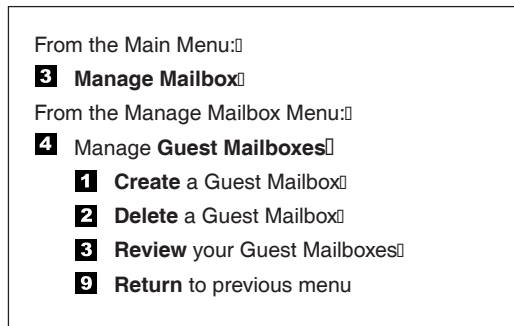 From the Main Menu:
3 Manage Mailbox
From the Manage Mailbox Menu:
4 Manage Guest Mailboxes
1 Create a Guest Mailbox
2 Delete a Guest Mailbox
3 Review your Guest Mailboxes
9 Return to previous menu